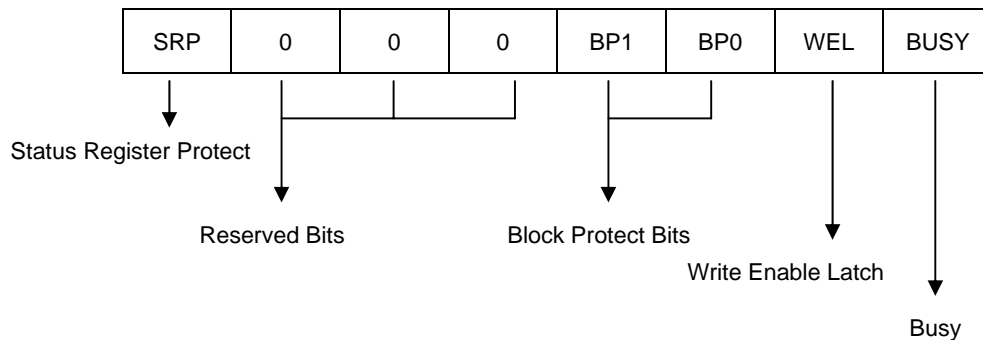 SRP 0 0 0 BP1 BP0 WEL BUSY
Status Register Protect
Reserved Bits Block Protect Bits
Write Enable Latch
Busy